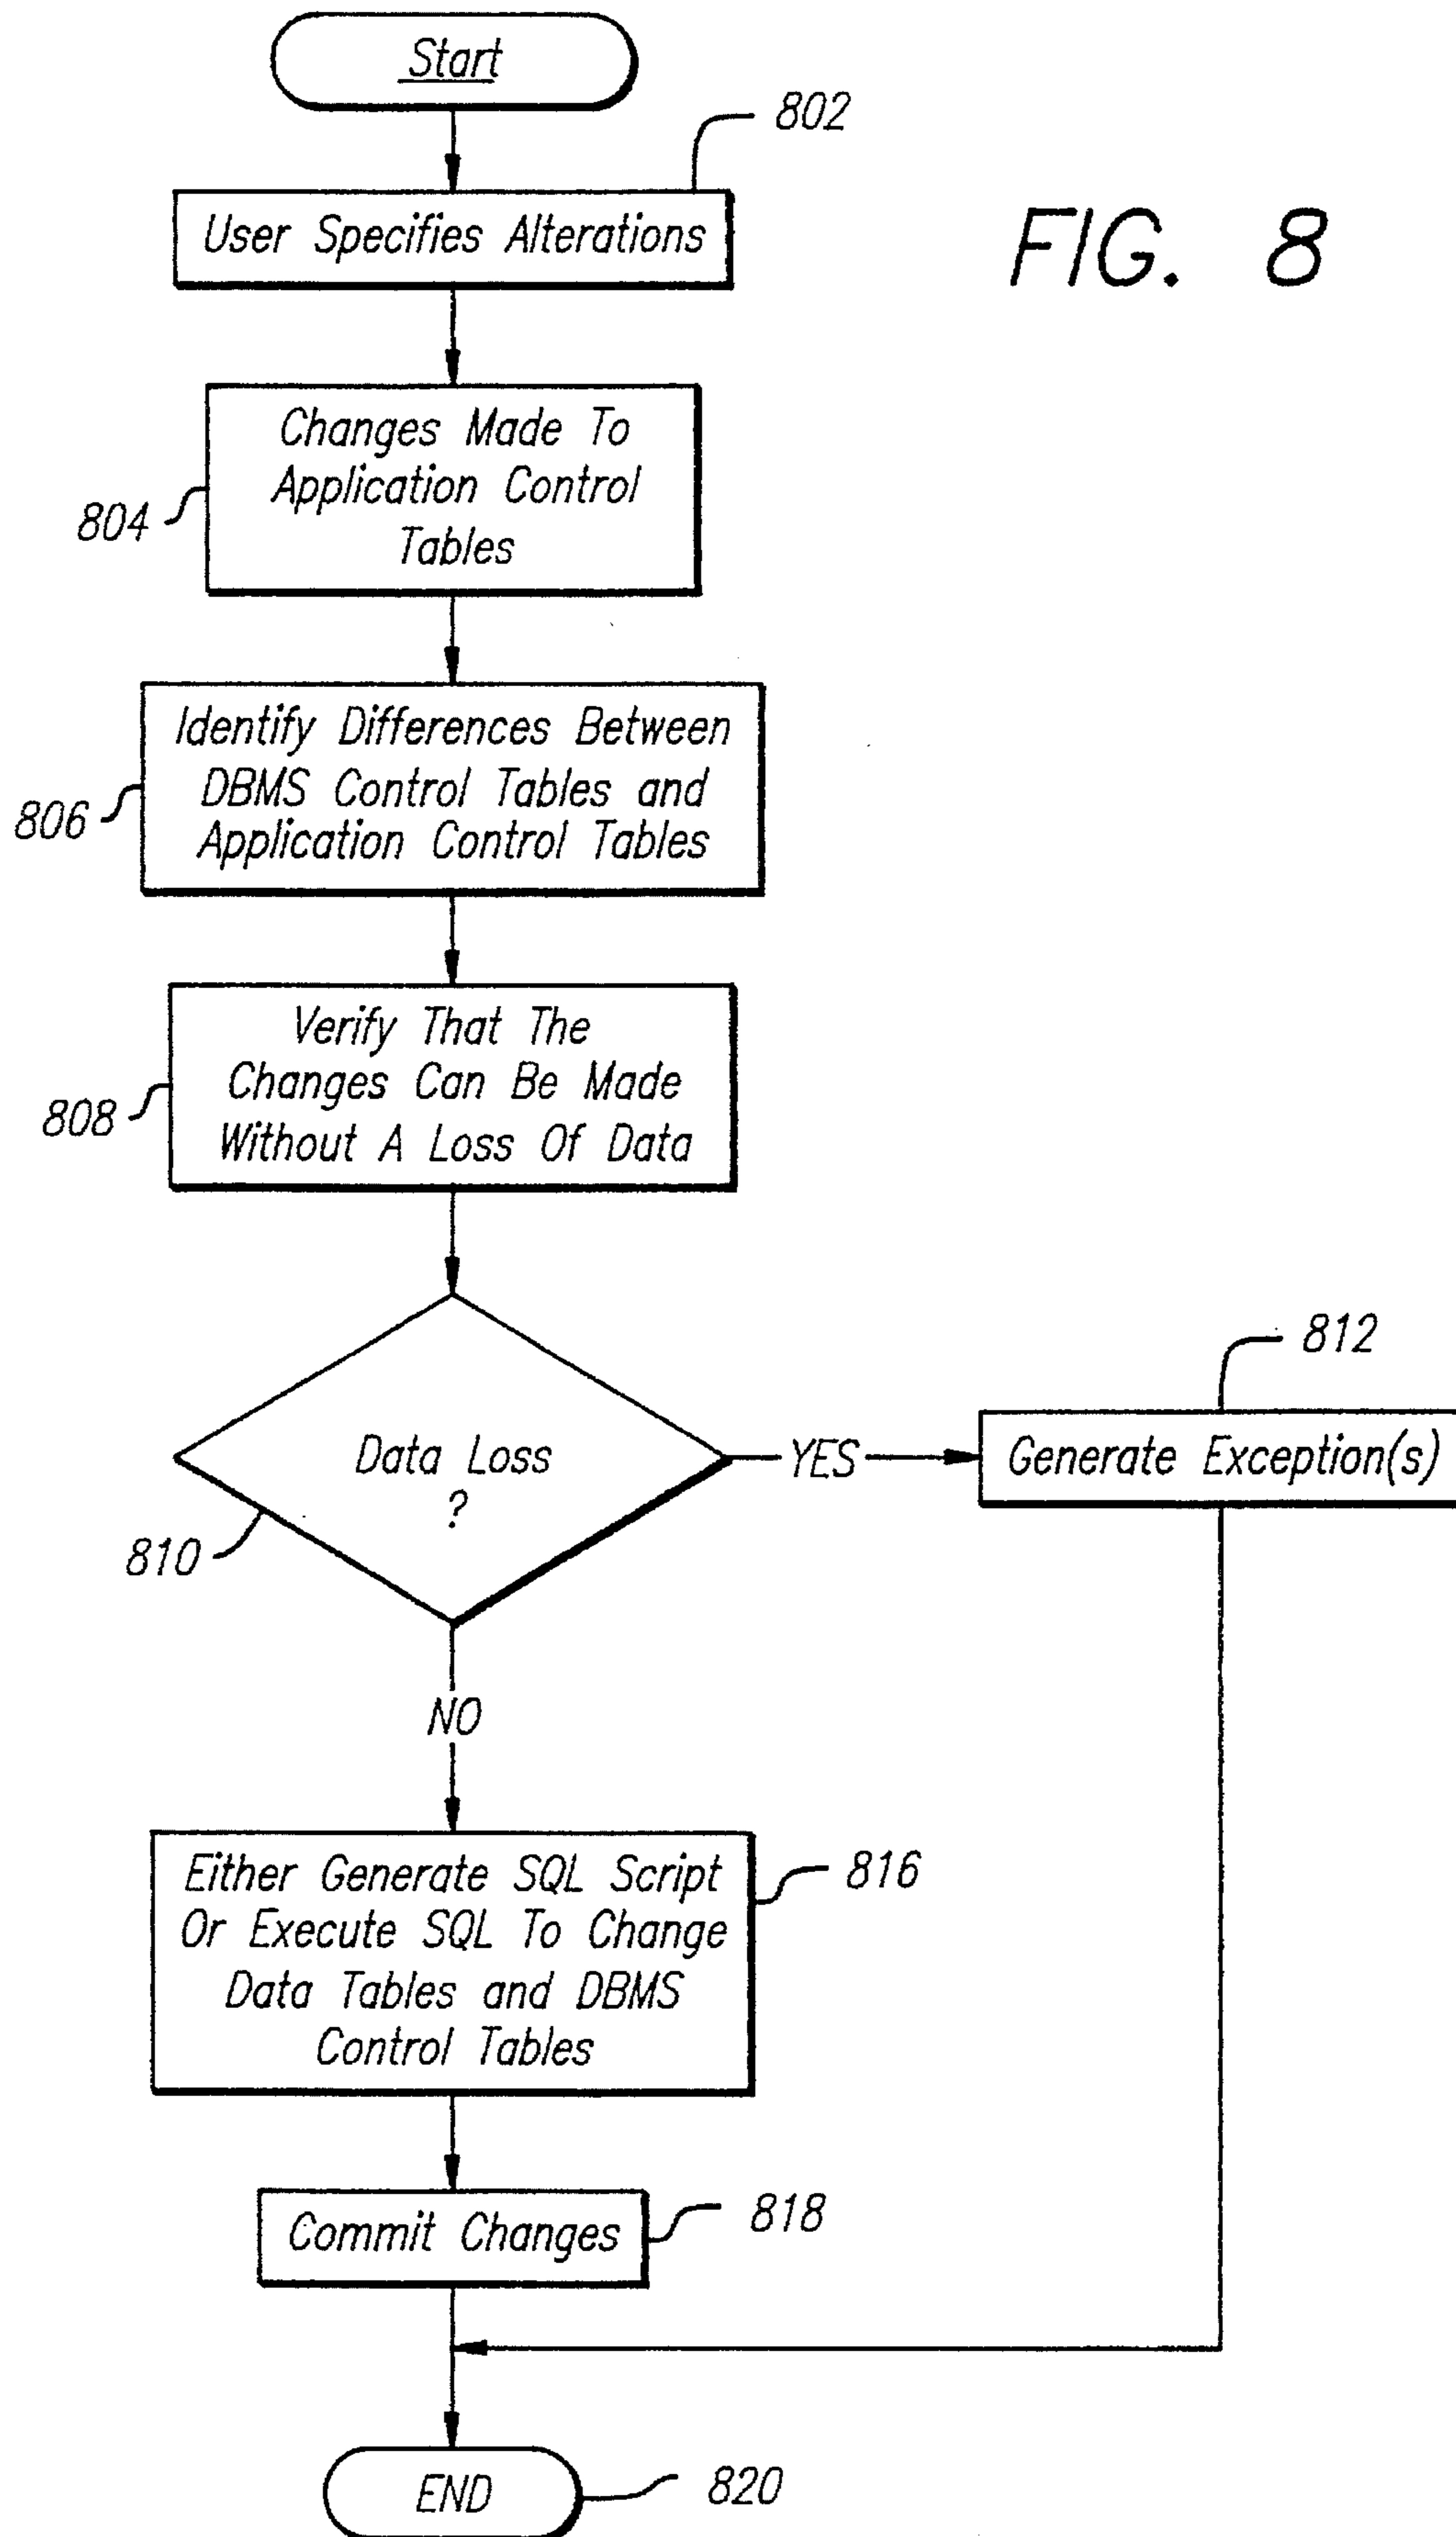 Start
802
User Specifies Alterations
FIG. 8
Changes Made To
Application Control
Tables
804
Identify Differences Between
DBMS Control Tables and
Application Control Tables
806
Verify That The
Changes Can Be Made
Without A Loss Of Data
808
Data Loss
?
810
YES
812
Generate Exception(s)
NO
Either Generate SQL Script
Or Execute SQL To Change
Data Tables and DBMS
Control Tables
816
Commit Changes
818
END
820